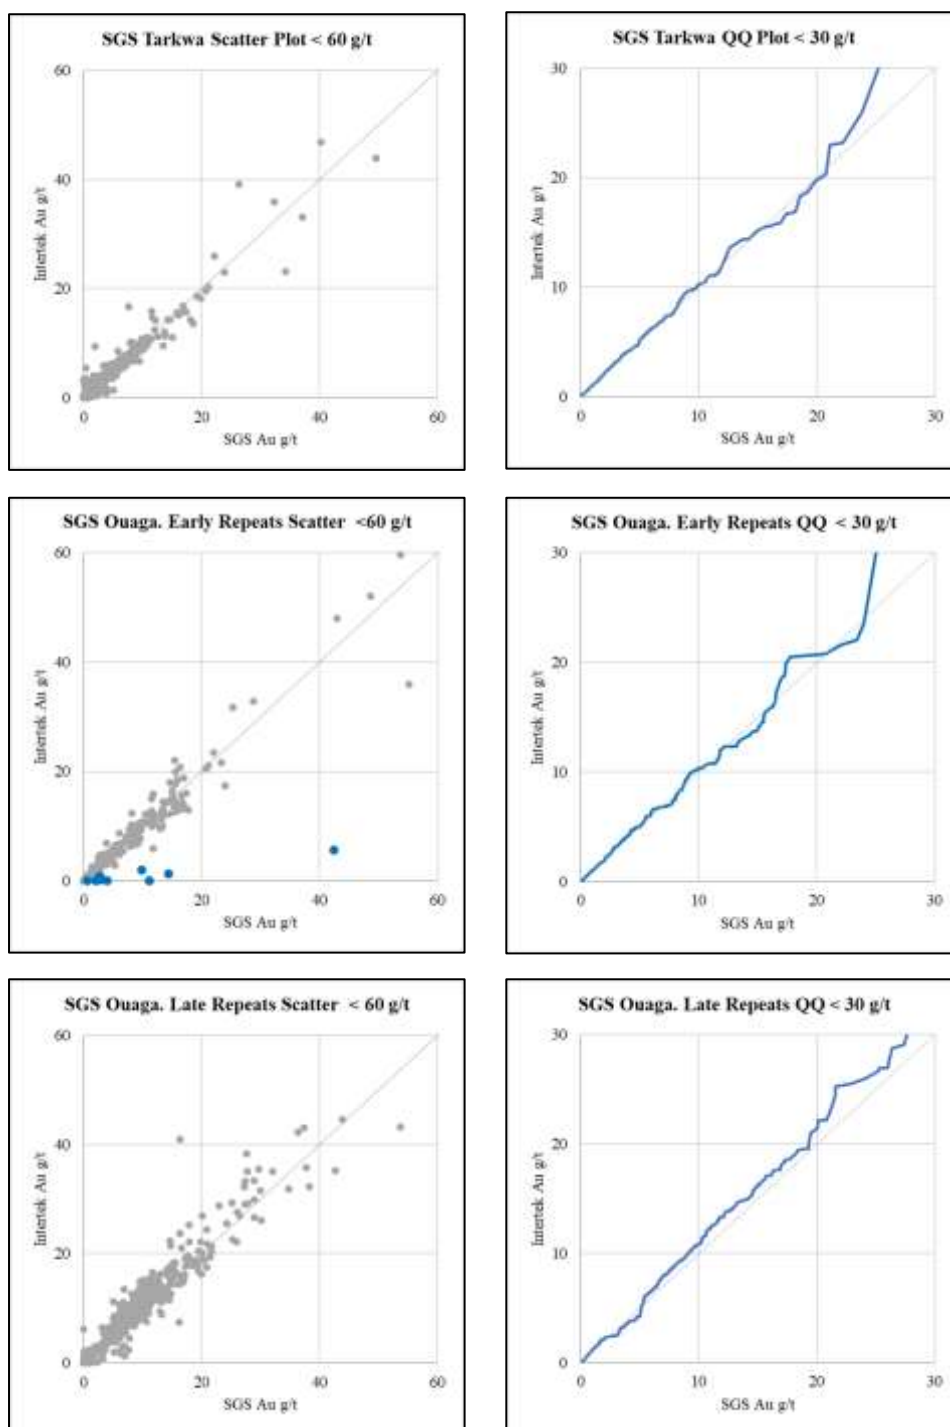 SGS Tarkwa Scatter Plot < 60 g/t
60
40
20
0
0 20 40 60
Intertek Au g/t
SGS Au g/t
SGS Tarkwa QQ Plot < 30 g/t
30
20
10
0
0 10 20 30
Intertek Au g/t
SGS Au g/t
SGS Ouaga. Early Repeats Scatter <60 g/t
60
40
20
0
0 20 40 60
Intertek Au g/t
SGS Au g/t
SGS Ouaga. Early Repeats QQ < 30 g/t
30
20
10
0
0 10 20 30
Intertek Au g/t
SGS Au g/t
SGS Ouaga. Late Repeats Scatter < 60 g/t
60
40
20
0
0 20 40 60
Intertek Au g/t
SGS Au g/t
SGS Ouaga. Late Repeats QQ < 30 g/t
30
20
10
0
0 10 20 30
Intertek Au g/t
SGS Au g/t